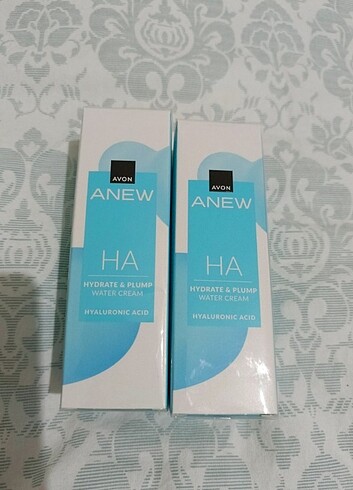 AVON
ANEW
HA
HYDRATE & PLUMP
WATER CREAM
HYALURONIC ACID
AVON
ANEW
HA
HYDRATE & PLUMP
WATER CREAM
HYALURONIC ACID